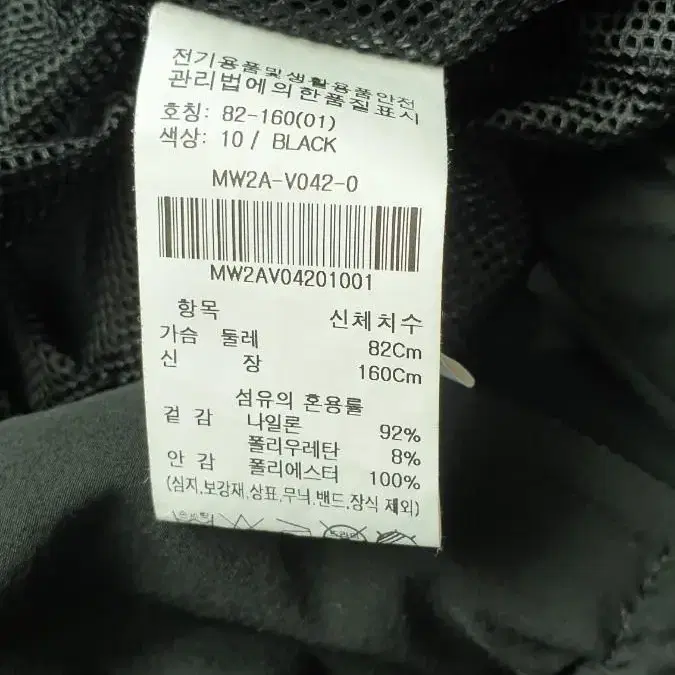 전기용품및생활용품안전
관리법에의한품질표시
호칭: 82-160(01)
색상: 10 / BLACK
MW2A-V042-0
MW2AV04201001
항목 신체치수
가슴 둘레 82Cm
신 장 160Cm
섬유의 혼용률
겉 감 나일론 92%
폴리우레탄 8%
안 감 폴리에스터 100%
(심지,보강재,상표,무늬,밴드,장식 제외)